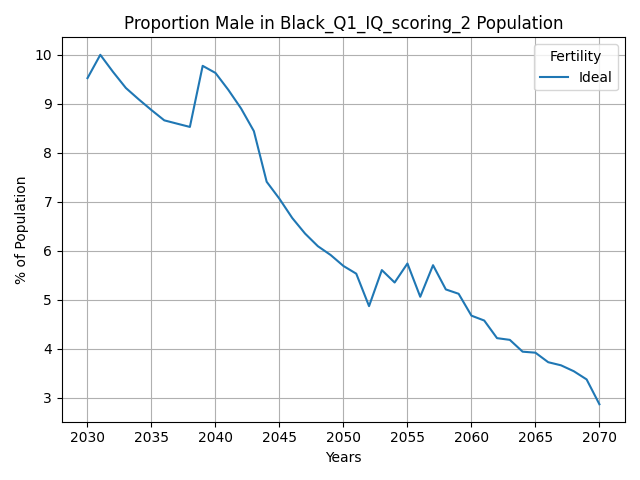 Proportion Male in Black_Q1_IQ_scoring_2 Population
Fertility
Ideal
% of Population
10
9
8
7
6
5
4
3
2030 2035 2040 2045 2050 2055 2060 2065 2070
Years